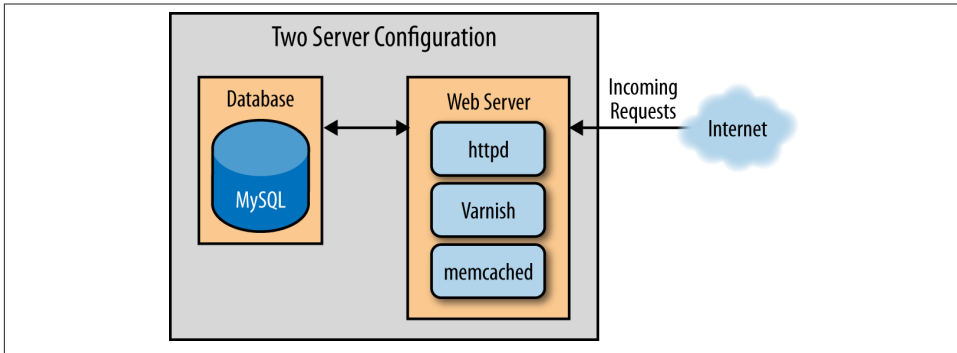 Two Server Configuration
Database
MySQL
Web Server
httpd
Varnish
memcached
Incoming
Requests
Internet